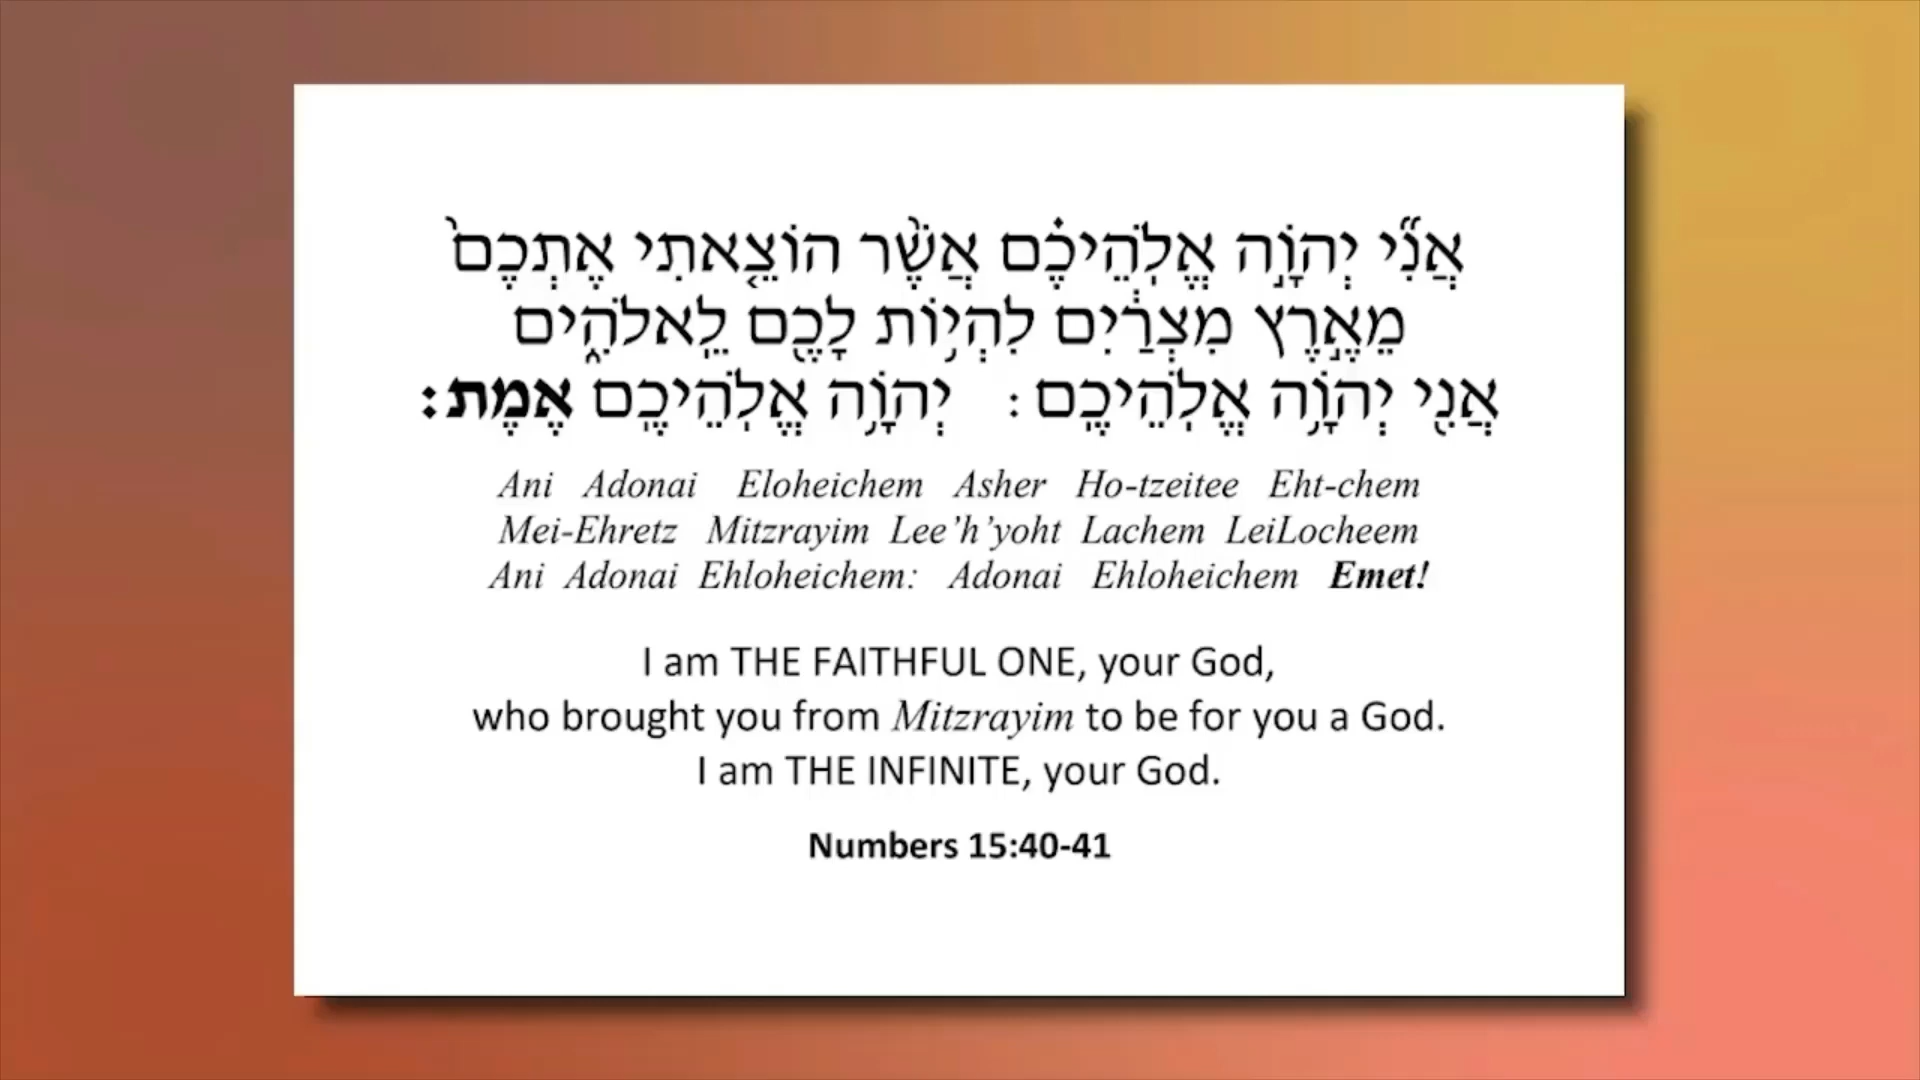 אֲנִ֞י יְהוָ֣ה אֱלֹֽהֵיכֶ֗ם אֲשֶׁ֨ר הוֹצֵ֤אתִי אֶתְכֶם֙
מֵאֶ֣רֶץ מִצְרַ֔יִם לִהְי֥וֹת לָכֶ֖ם לֵֽאלֹהִ֑ים
אֲנִ֖י יְהוָ֥ה אֱלֹֽהֵיכֶֽם : יְהוָ֥ה אֱלֹֽהֵיכֶֽם אֶמֶת:
Ani Adonai Eloheichem Asher Ho-tzeitee Eht-chem
Mei-Ehretz Mitzrayim Lee’h’yoht Lachem LeiLocheem
Ani Adonai Ehloheichem: Adonai Ehloheichem Emet!
I am THE FAITHFUL ONE, your God,
who brought you from Mitzrayim to be for you a God.
I am THE INFINITE, your God.
Numbers 15:40-41